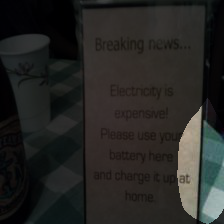 Breaking news...
Electricity is
expensive!
Please use your
battery here
and charge it up at
home.